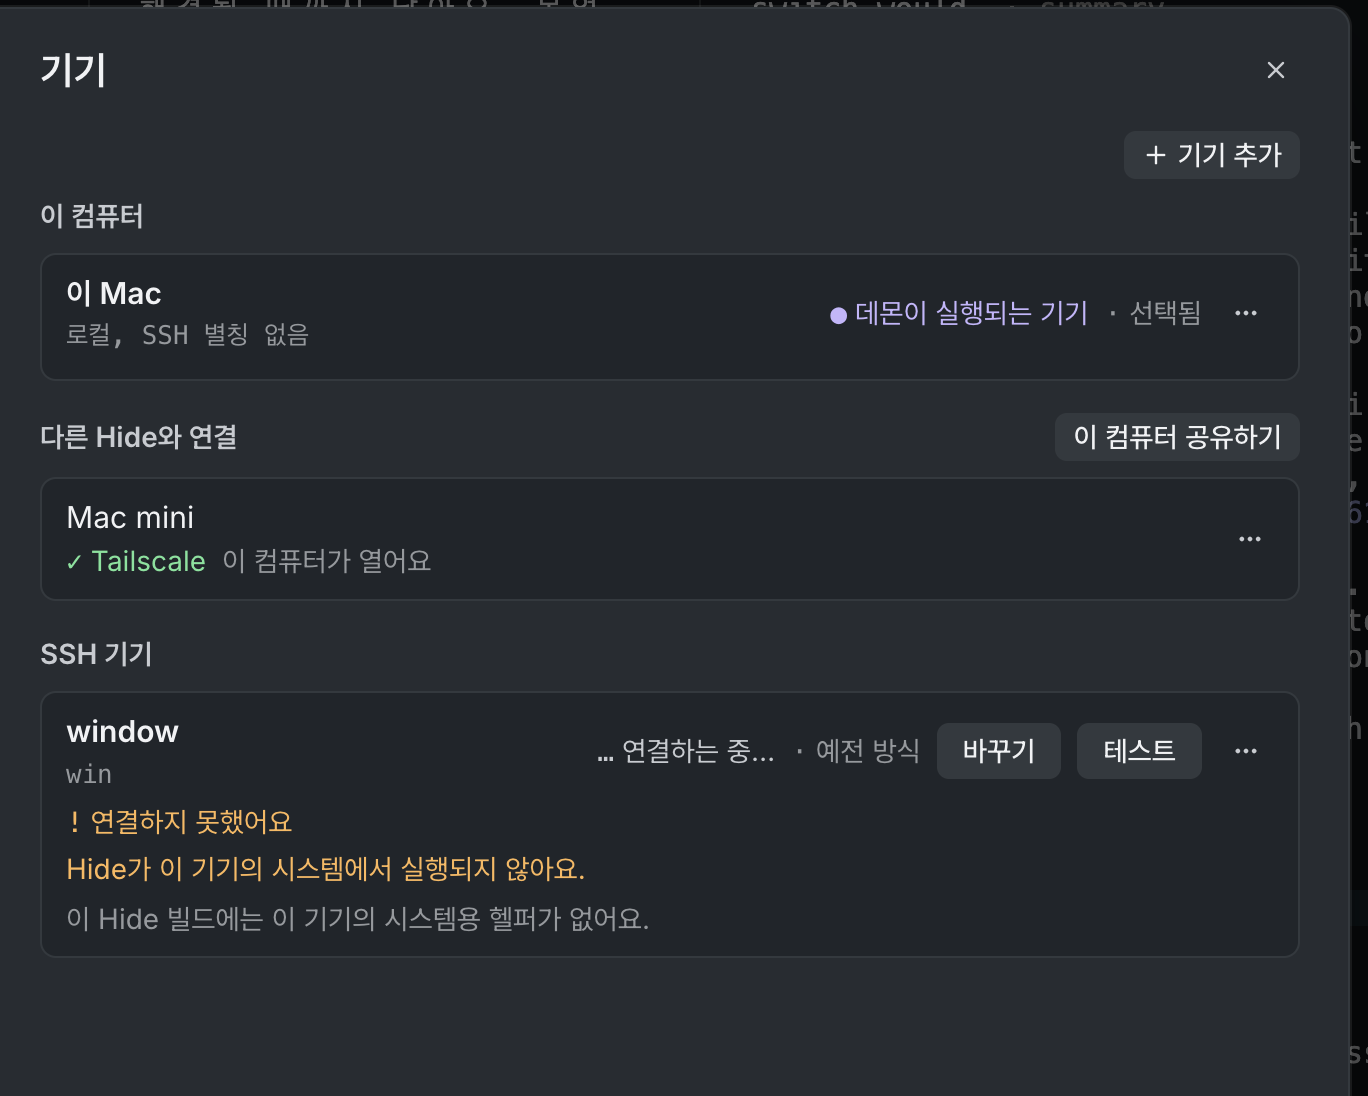 기기
+ 기기 추가
이 컴퓨터
이 Mac
로컬, SSH 별칭 없음
데몬이 실행되는 기기 · 선택됨
다른 Hide와 연결
이 컴퓨터 공유하기
Mac mini
✓ Tailscale 이 컴퓨터가 열어요
SSH 기기
window
win
... 연결하는 중... · 예전 방식
바꾸기
테스트
! 연결하지 못했어요
Hide가 이 기기의 시스템에서 실행되지 않아요.
이 Hide 빌드에는 이 기기의 시스템용 헬퍼가 없어요.